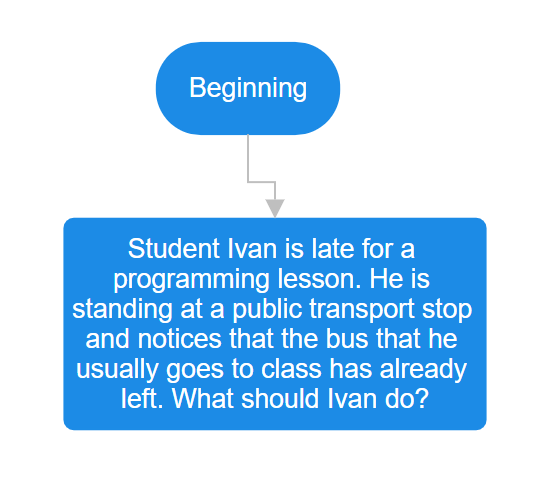 Beginning
Student Ivan is late for a
programming lesson. He is
standing at a public transport stop
and notices that the bus that he
usually goes to class has already
left. What should Ivan do?